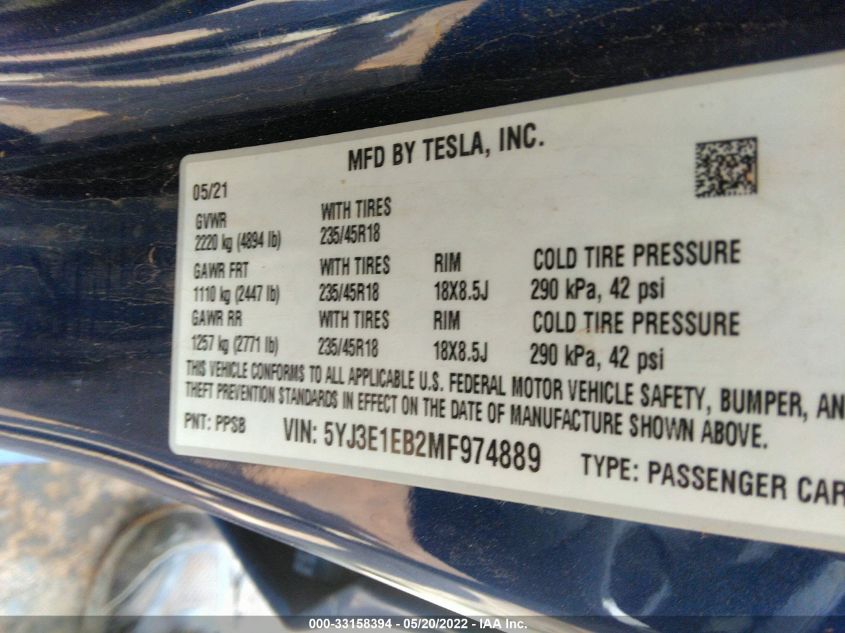 MFD BY TESLA, INC.
05/21
GVWR WITH TIRES
2220 kg (4894 lb) 235/45R18
GAWR FRT WITH TIRES RIM COLD TIRE PRESSURE
1110 kg (2447 lb) 235/45R18 18X8.5J 290 kPa, 42 psi
GAWR RR WITH TIRES RIM COLD TIRE PRESSURE
1257 kg (2771 lb) 235/45R18 18X8.5J 290 kPa, 42 psi
THIS VEHICLE CONFORMS TO ALL APPLICABLE U.S. FEDERAL MOTOR VEHICLE SAFETY, BUMPER, AN
THEFT PREVENTION STANDARDS IN EFFECT ON THE DATE OF MANUFACTURE SHOWN ABOVE.
PNT: PPSB VIN: 5YJ3E1EB2MF974889 TYPE: PASSENGER CAR
000-33158394 - 05/20/2022 - IAA Inc.